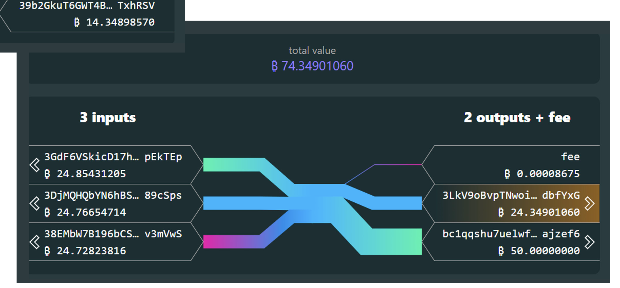 39b2GkuT6GWT4B… TxhRSV
₿ 14.34898570
total value
₿ 74.34901060
3 inputs
2 outputs + fee
3GdF6VSkicD17h… pEkTEp
₿ 24.85431205
3DjMQHQbYN6hBS… 89cSps
₿ 24.76654714
38EMbW7B196bCS… v3mVwS
₿ 24.72823816
fee
₿ 0.00008675
3LkV9oBvpTNwoi… dbfYXG
₿ 24.34901060
bc1qqshu7uelwf… ajzef6
₿ 50.00000000